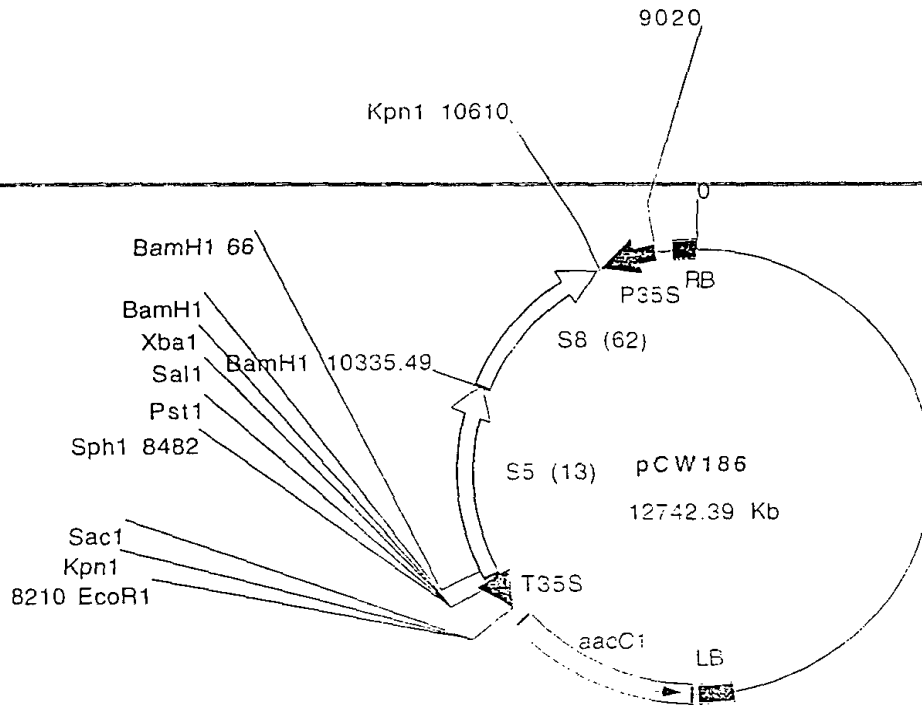 9020
Kpn1 10610
0
BamH1 66
RB
P35S
BamH1
Xba1
S8 (62)
BamH1 10335.49
Sal1
Pst1
Sph1 8482
S5 (13)
pCW186
12742.39 Kb
Sac1
Kpn1
T35S
8210 EcoR1
aacC1
LB